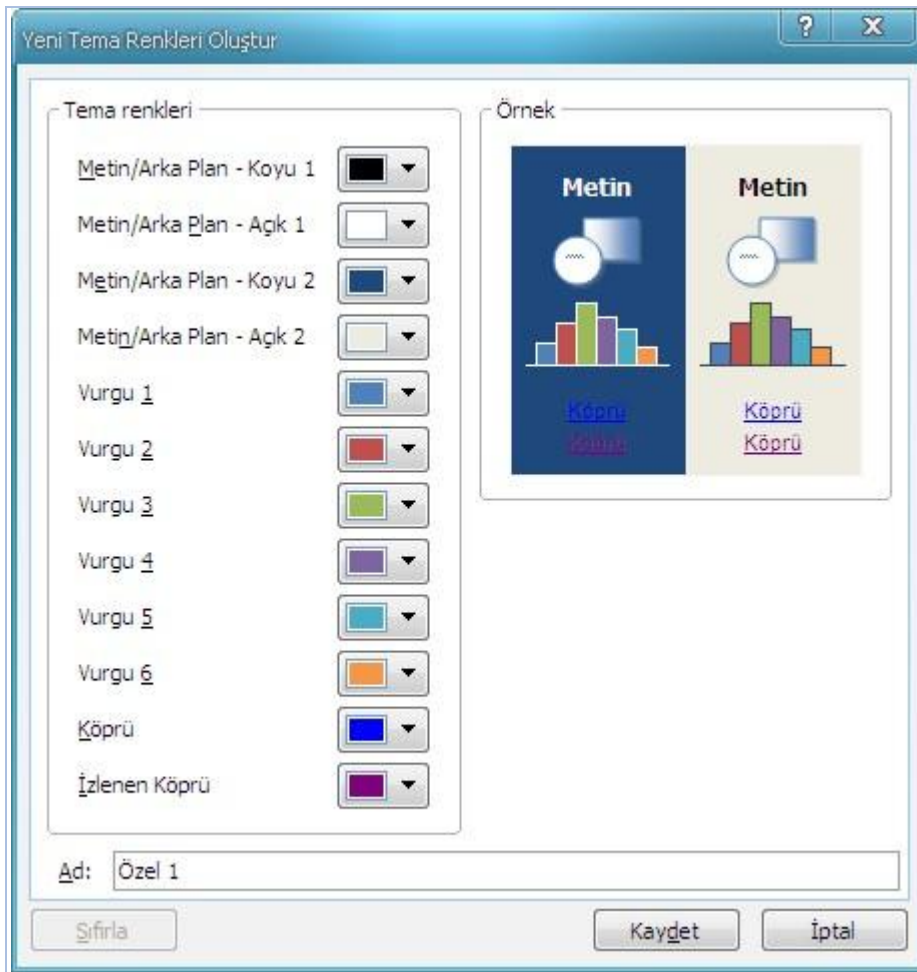 Yeni Tema Renkleri Oluştur
Tema renkleri
Metin/Arka Plan - Koyu 1
Metin/Arka Plan - Açık 1
Metin/Arka Plan - Koyu 2
Metin/Arka Plan - Açık 2
Vurgu 1
Vurgu 2
Vurgu 3
Vurgu 4
Vurgu 5
Vurgu 6
Köprü
İzlenen Köprü
Örnek
Metin Metin
Köprü Köprü
Köprü Köprü
Ad: Özel 1
Sıfırla Kaydet İptal